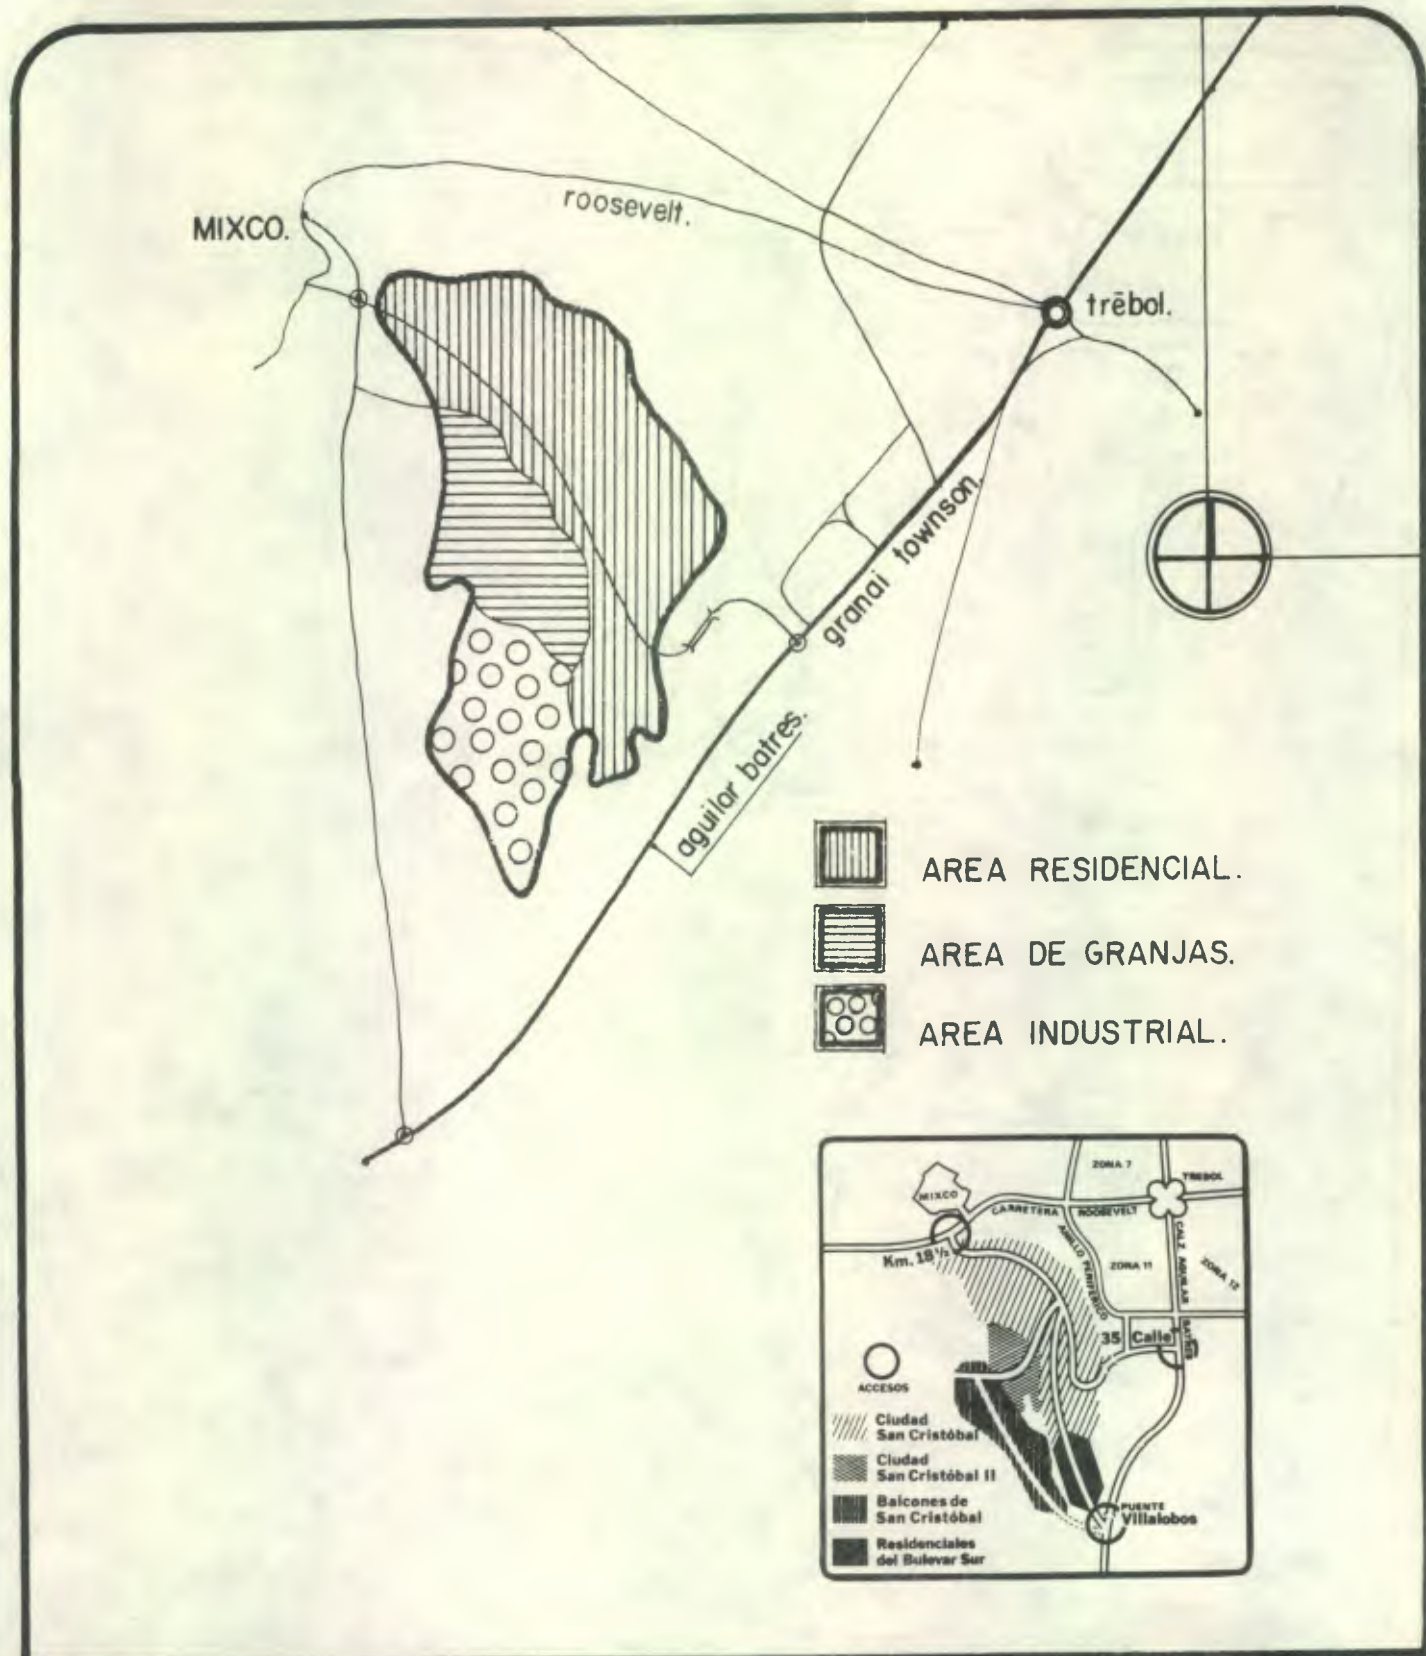 roosevelt.
MIXCO.
trēbol.
granai townson.
aguilar batres.
AREA RESIDENCIAL.
AREA DE GRANJAS.
AREA INDUSTRIAL.
ZONA 7
TREBOL
MIXCO
CARRETERA ROOSEVELT
Km. 18 1/2
ANILLO PERIFERICO
ZONA 11
CALZ AGUILAR BATRES
ZONA 12
35 Calle
ACCESOS
Ciudad
San Cristóbal
Ciudad
San Cristóbal II
Balcones de
San Cristóbal
Residenciales
del Bulevar Sur
PUENTE
Villalobos